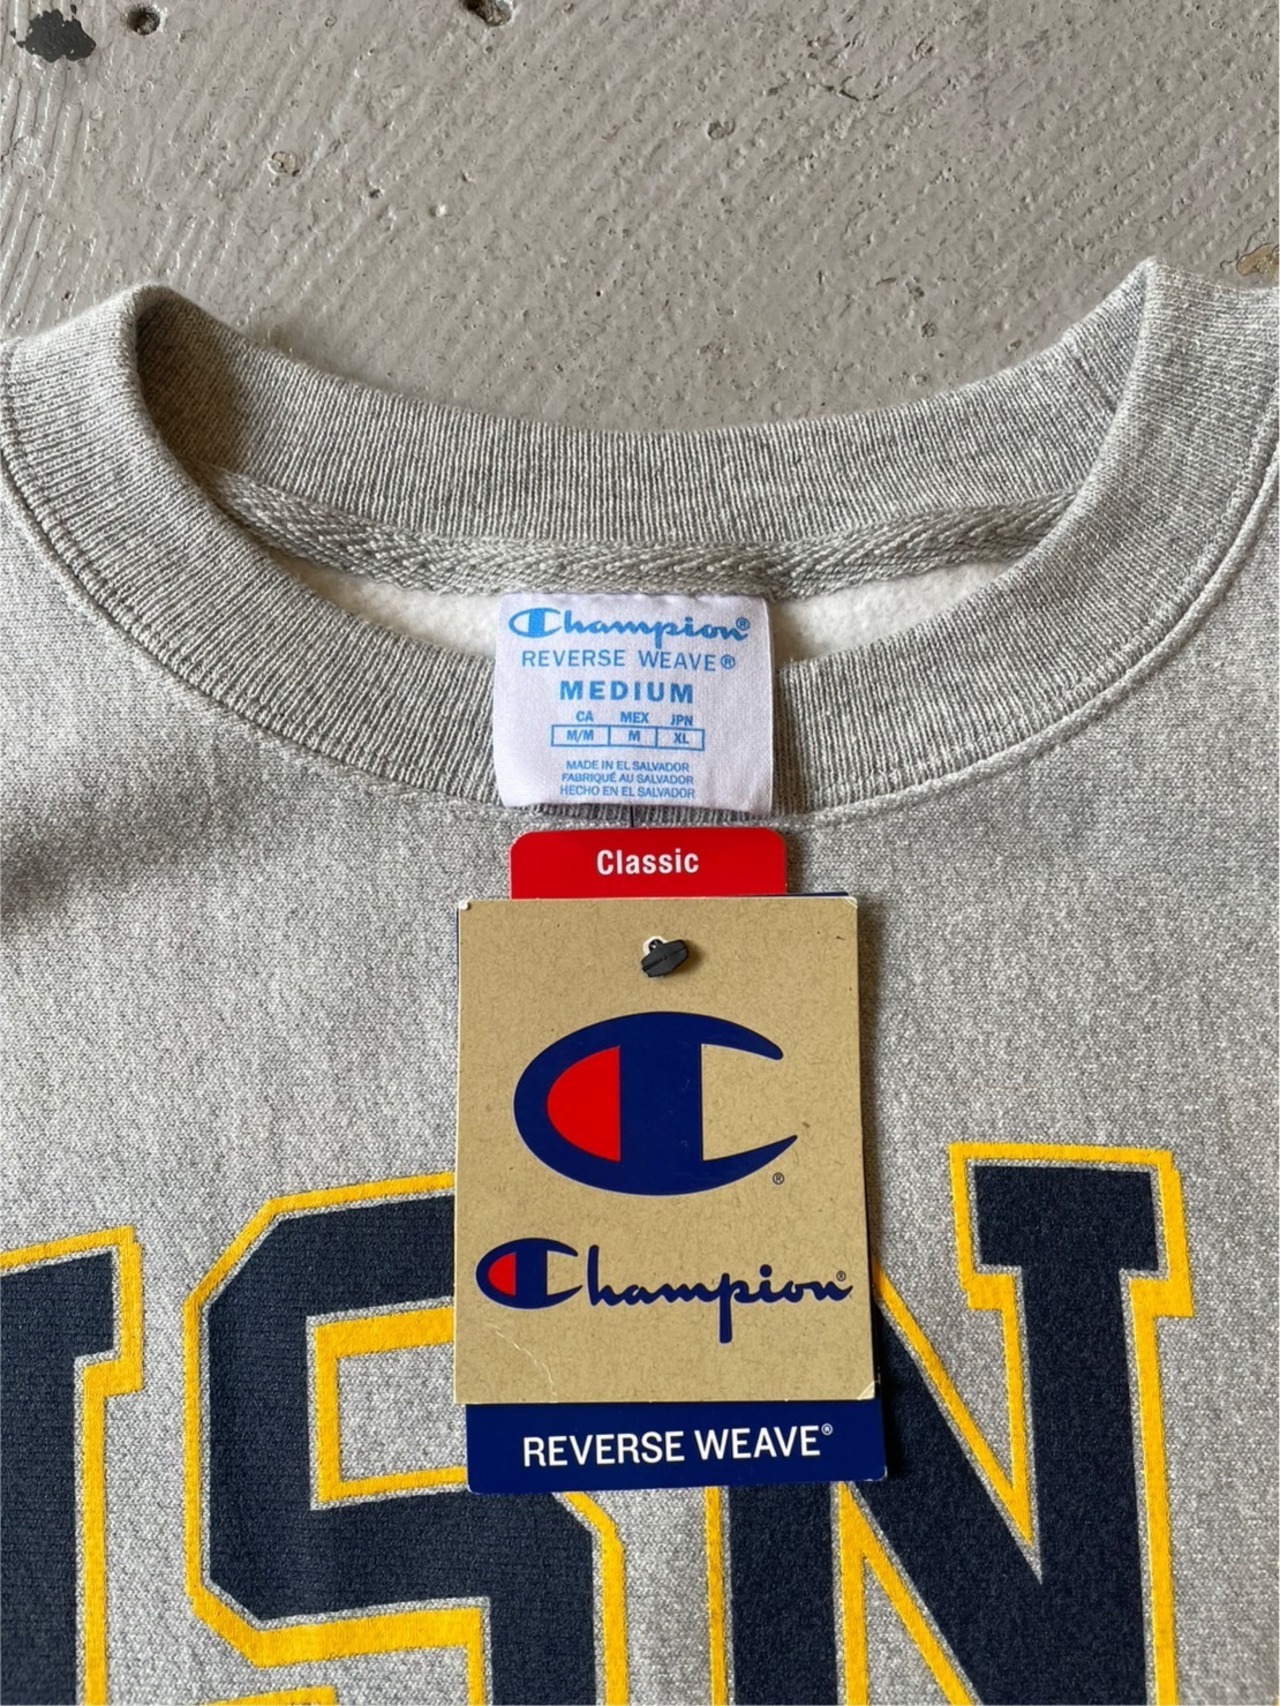 Champion®
REVERSE WEAVE®
MEDIUM
CA MEX JPN
M/M M XL
MADE IN EL SALVADOR
FABRIQUÉ AU SALVADOR
HECHO EN EL SALVADOR
Classic
®
Champion®
REVERSE WEAVE®
USN